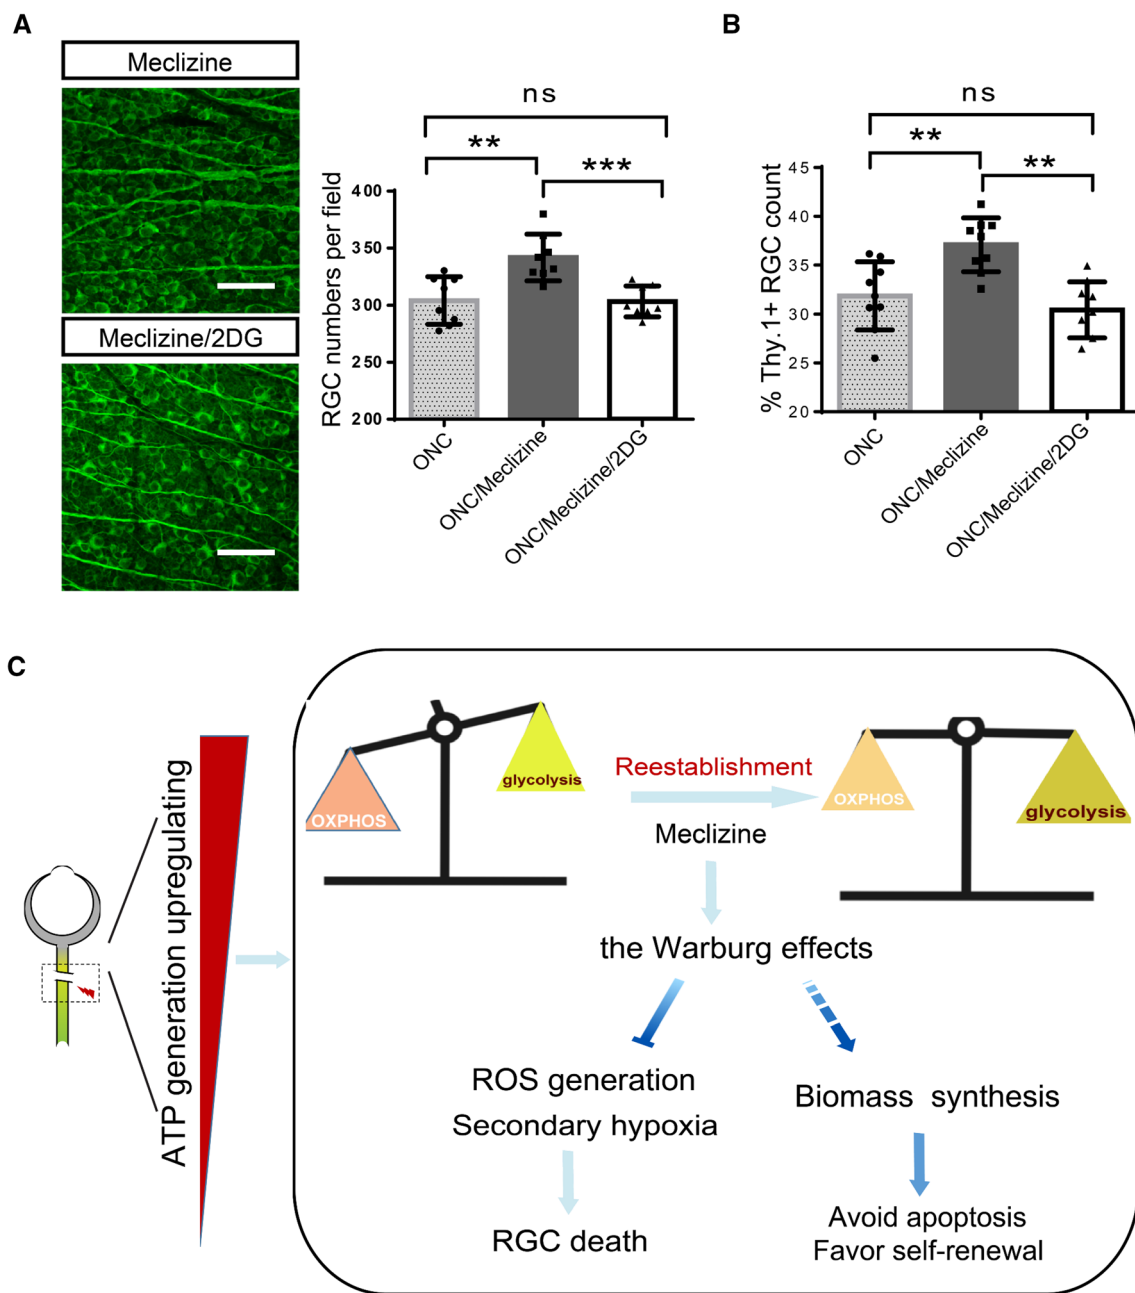 A
Meclizine
Meclizine/2DG
RGC numbers per field
400
350
300
250
200
ns
**
***
ONC
ONC/Meclizine
ONC/Meclizine/2DG
B
% Thy.1+ RGC count
45
40
35
30
25
20
ns
**
**
ONC
ONC/Meclizine
ONC/Meclizine/2DG
C
ATP generation upregulating
OXPHOS
glycolysis
Reestablishment
Meclizine
OXPHOS
glycolysis
the Warburg effects
ROS generation
Secondary hypoxia
RGC death
Biomass synthesis
Avoid apoptosis
Favor self-renewal